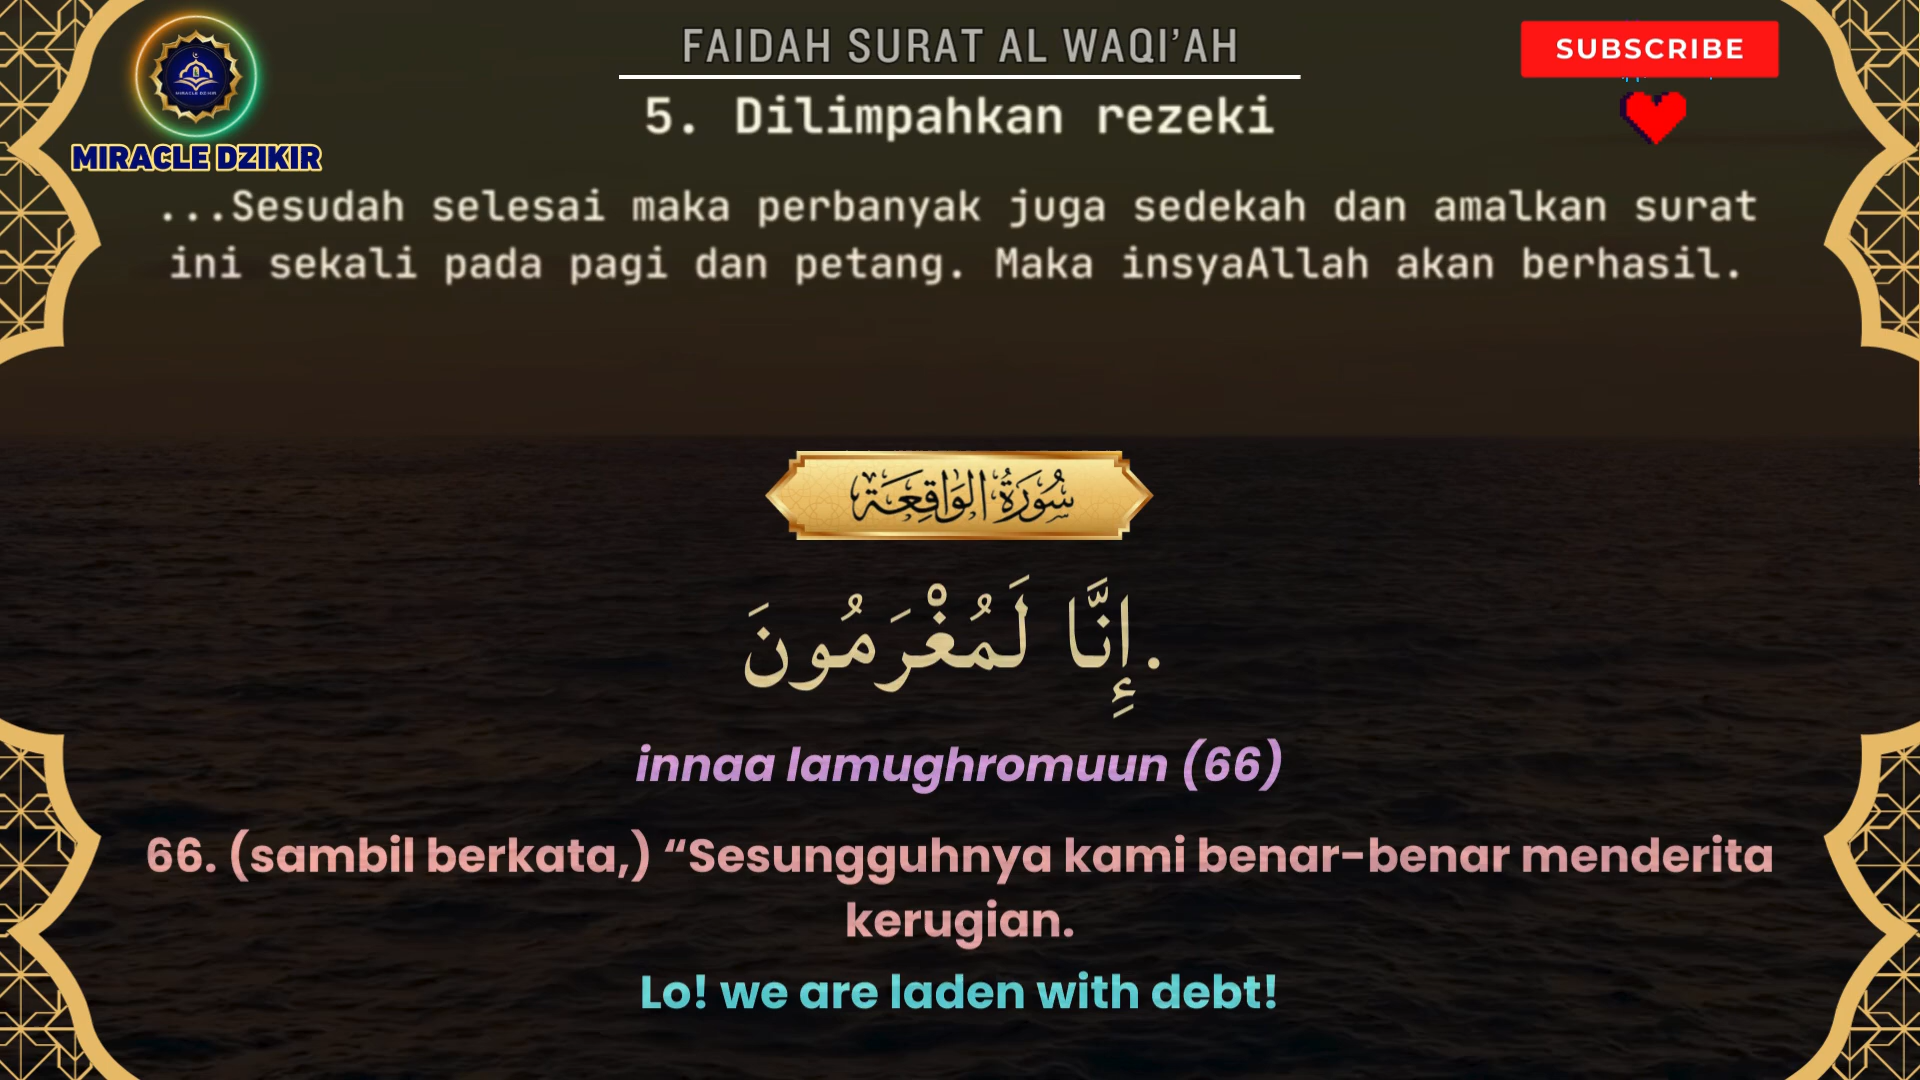 FAIDAH SURAT AL WAQI’AH
SUBSCRIBE
5. Dilimpahkan rezeki
MIRACLE DZIKIR
MIRACLE DZIKIR
...Sesudah selesai maka perbanyak juga sedekah dan amalkan surat
ini sekali pada pagi dan petang. Maka insyaAllah akan berhasil.
سُورَةُ الوَاقِعَة
.إِنَّا لَمُغْرَمُونَ
innaa lamughromuun (66)
66. (sambil berkata,) “Sesungguhnya kami benar-benar menderita
kerugian.
Lo! we are laden with debt!